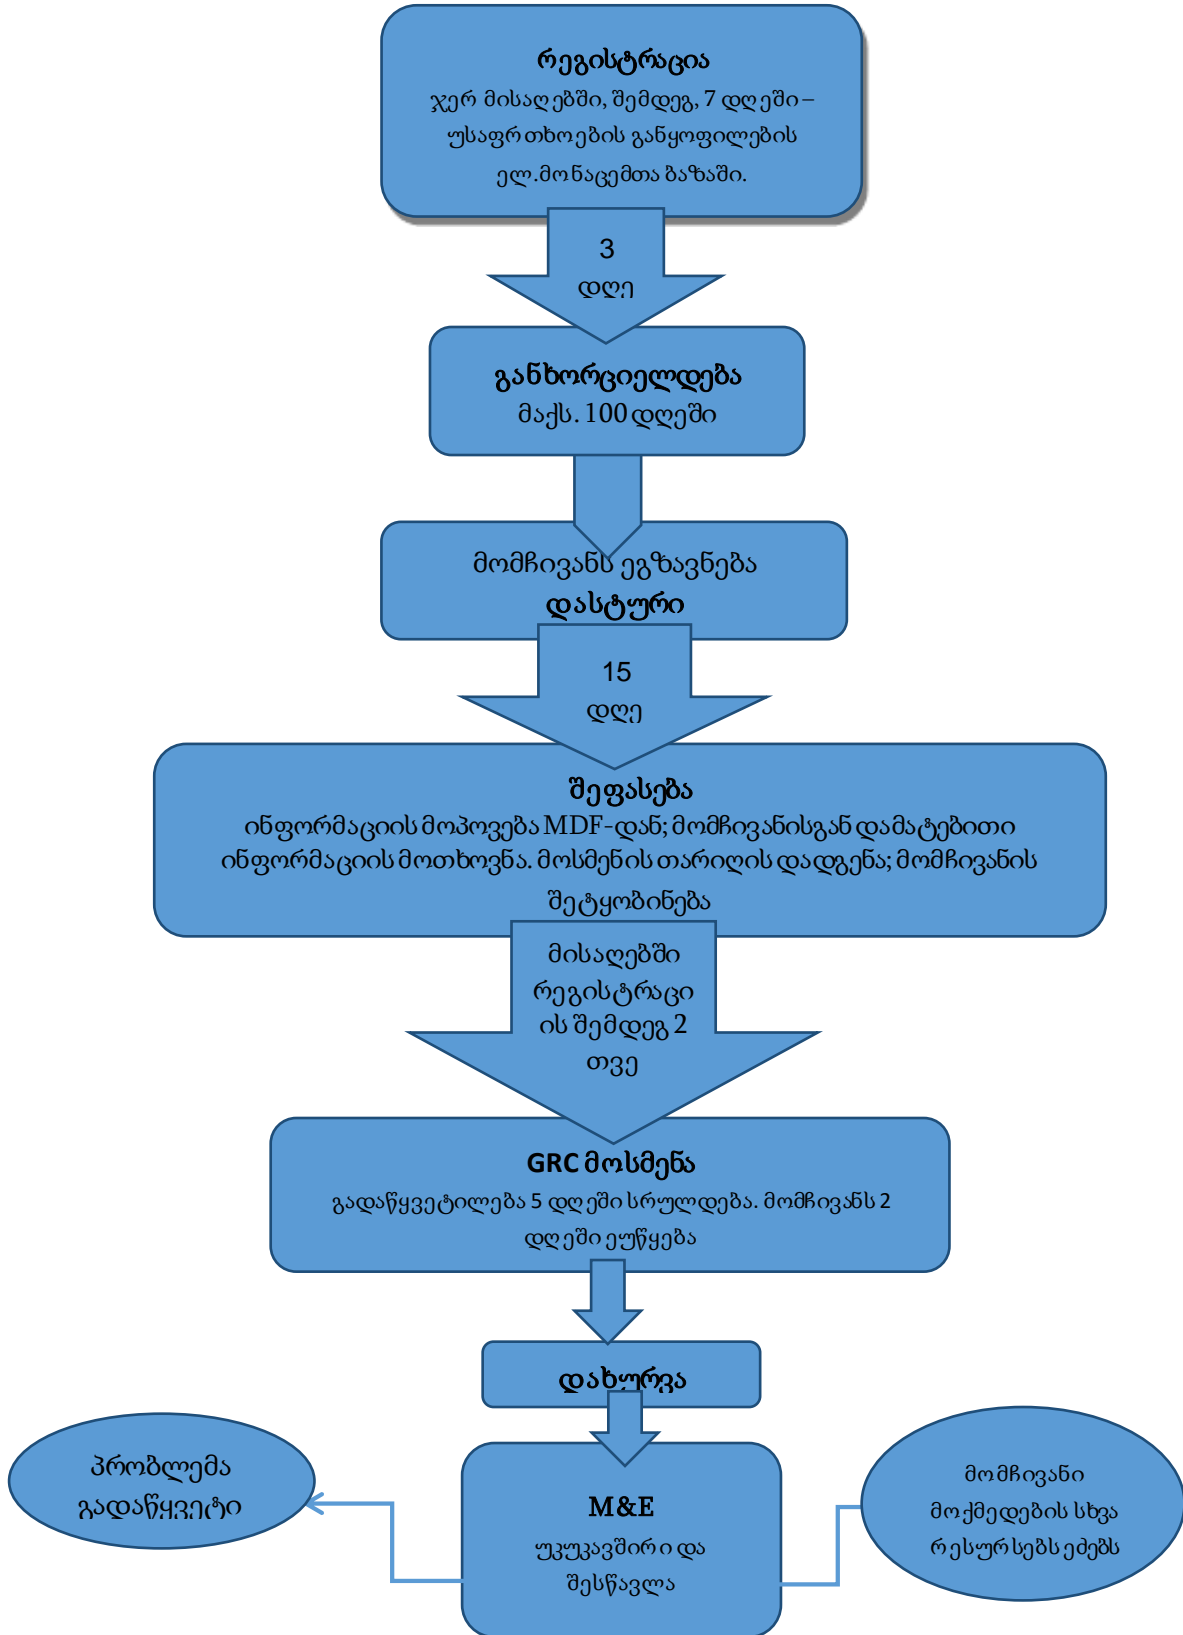 რეგისტრაცია
ჯერ მისაღებში, შემდეგ, 7 დღეში –
უსაფრთხოების განყოფილების
ელ.მონაცემთა ბაზაში.
3
დღე
განხორციელდება
მაქს. 100 დღეში
მომჩივანს ეგზავნება
დასტური
15
დღე
შეფასება
ინფორმაციის მოპოვება MDF-დან; მომჩივანისგან დამატებითი
ინფორმაციის მოთხოვნა. მოსმენის თარიღის დადგენა; მომჩივანის
შეტყობინება
მისაღებში
რეგისტრაცი
ის შემდეგ 2
თვე
GRC მოსმენა
გადაწყვეტილება 5 დღეში სრულდება. მომჩივანს 2
დღეში ეუწყება
დახურვა
პრობლემა
გადაწყვეტი
M&E
უკუკავშირი და
შესწავლა
მომჩივანი
მოქმედების სხვა
რესურსებს ეძებს